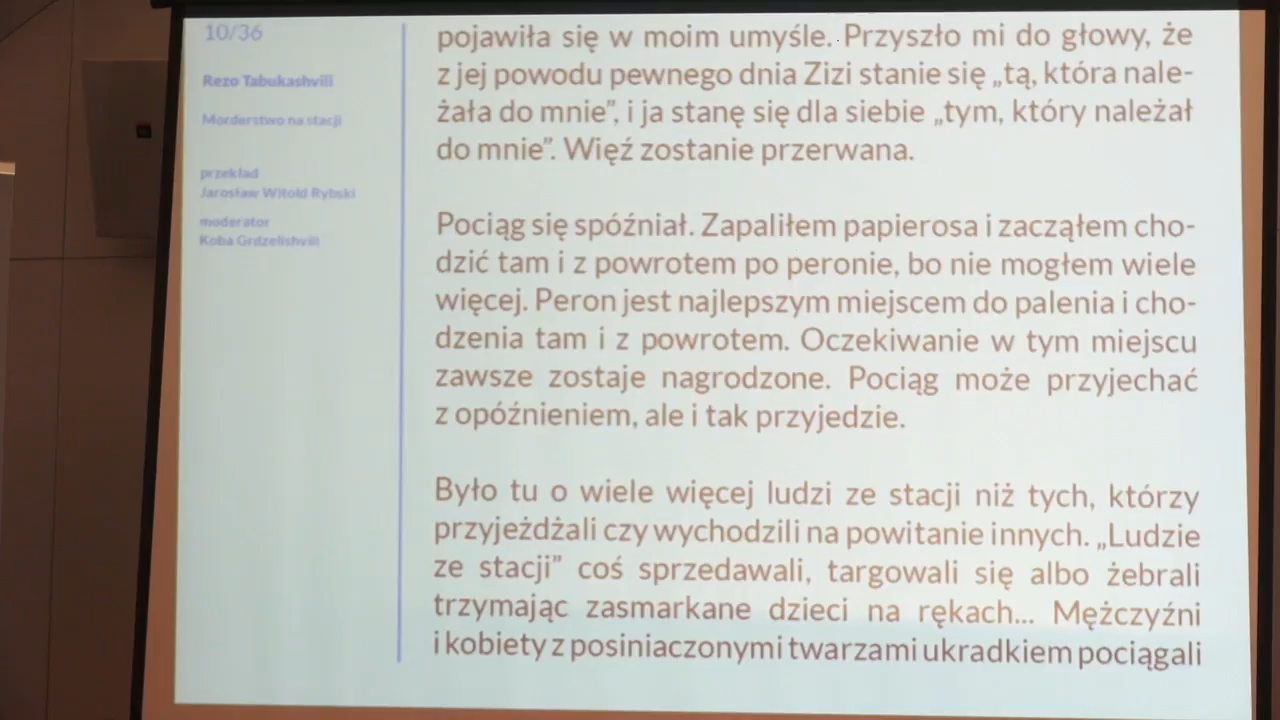 10/36
Rezo Tabukashvili
Morderstwo na stacji
przekład
Jarosław Witold Rybski
moderator
Koba Grdzelishvili
pojawiła się w moim umyśle. Przyszło mi do głowy, że
z jej powodu pewnego dnia Zizi stanie się „tą, która nale-
żała do mnie”, i ja stanę się dla siebie „tym, który należał
do mnie”. Więź zostanie przerwana.
Pociąg się spóźniał. Zapaliłem papierosa i zacząłem cho-
dzić tam i z powrotem po peronie, bo nie mogłem wiele
więcej. Peron jest najlepszym miejscem do palenia i cho-
dzenia tam i z powrotem. Oczekiwanie w tym miejscu
zawsze zostaje nagrodzone. Pociąg może przyjechać
z opóźnieniem, ale i tak przyjedzie.
Było tu o wiele więcej ludzi ze stacji niż tych, którzy
przyjeżdżali czy wychodzili na powitanie innych. „Ludzie
ze stacji” coś sprzedawali, targowali się albo żebrali
trzymając zasmarkane dzieci na rękach... Mężczyźni
i kobiety z posiniaczonymi twarzami ukradkiem pociągali